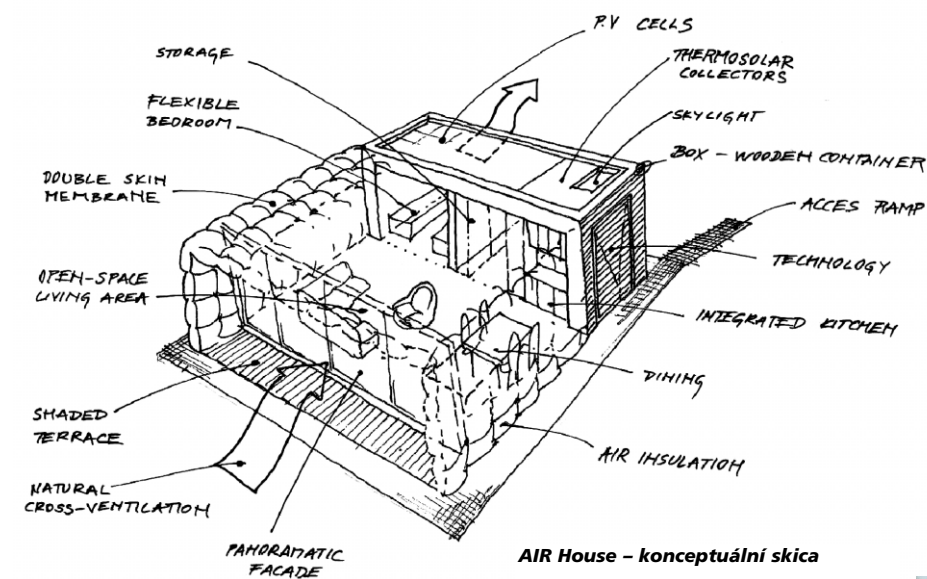 P.V CELLS
STORAGE
THERMOSOLAR
COLLECTORS
FLEXIBLE
BEDROOM
SKYLIGHT
BOX - WOODEN CONTAINER
DOUBLE SKIN
MEMBRANE
ACCES RAMP
TECHNOLOGY
OPEN-SPACE
LIVING AREA
INTEGRATED KITCHEN
DINING
SHADED
TERRACE
AIR INSULATION
NATURAL
CROSS-VENTILATION
PANORAMATIC
FACADE
AIR House – konceptuální skica